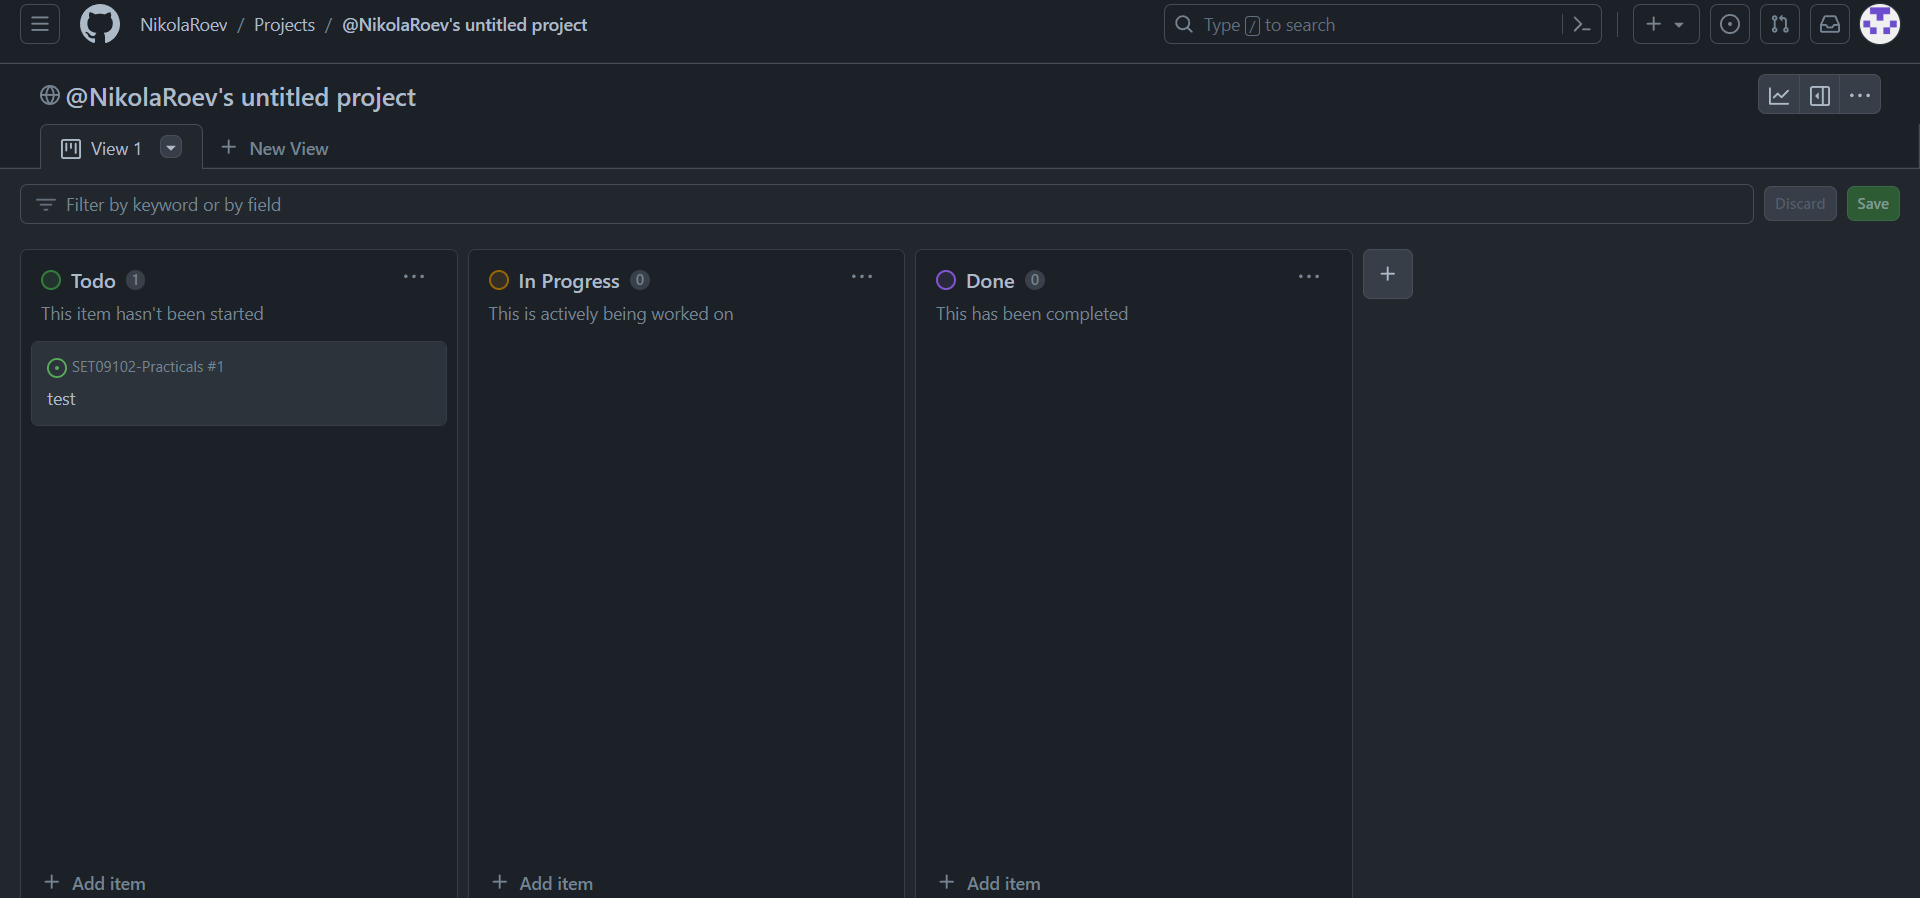 NikolaRoev / Projects / @NikolaRoev's untitled project
Type / to search
@NikolaRoev's untitled project
View 1
New View
Filter by keyword or by field
Discard
Save
Todo 1
This item hasn't been started
SET09102-Practicals #1
test
Add item
In Progress 0
This is actively being worked on
Add item
Done 0
This has been completed
Add item